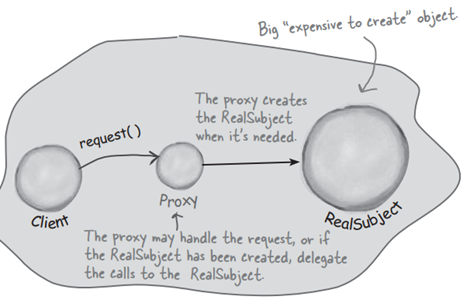 Big “expensive to create” object.
The proxy creates
the RealSubject
when it’s needed.
request()
Client
Proxy
RealSubject
The proxy may handle the request, or if
the RealSubject has been created, delegate
the calls to the RealSubject.